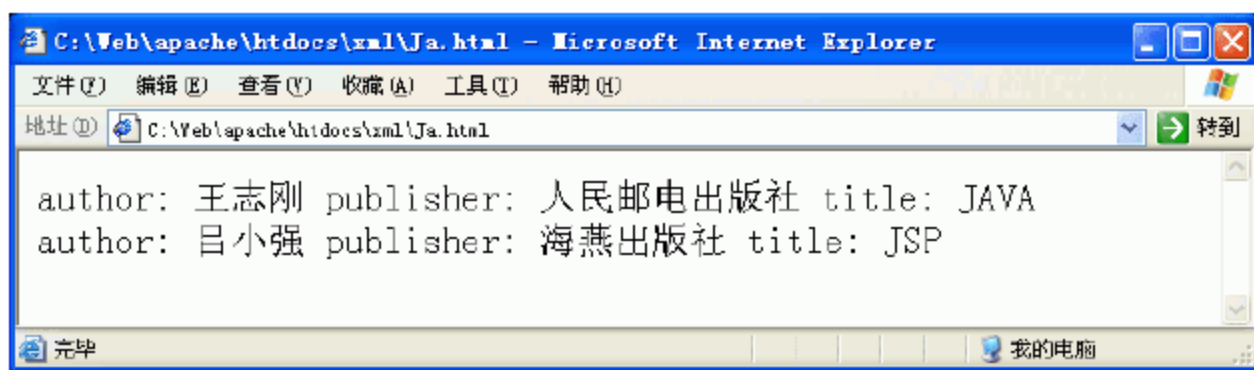 C:\Web\apache\htdocs\xml\Ja.html - Microsoft Internet Explorer
文件(F) 编辑(E) 查看(V) 收藏(A) 工具(T) 帮助(H)
地址(D) C:\Web\apache\htdocs\xml\Ja.html 转到
author: 王志刚 publisher: 人民邮电出版社 title: JAVA
author: 吕小强 publisher: 海燕出版社 title: JSP
完毕 我的电脑